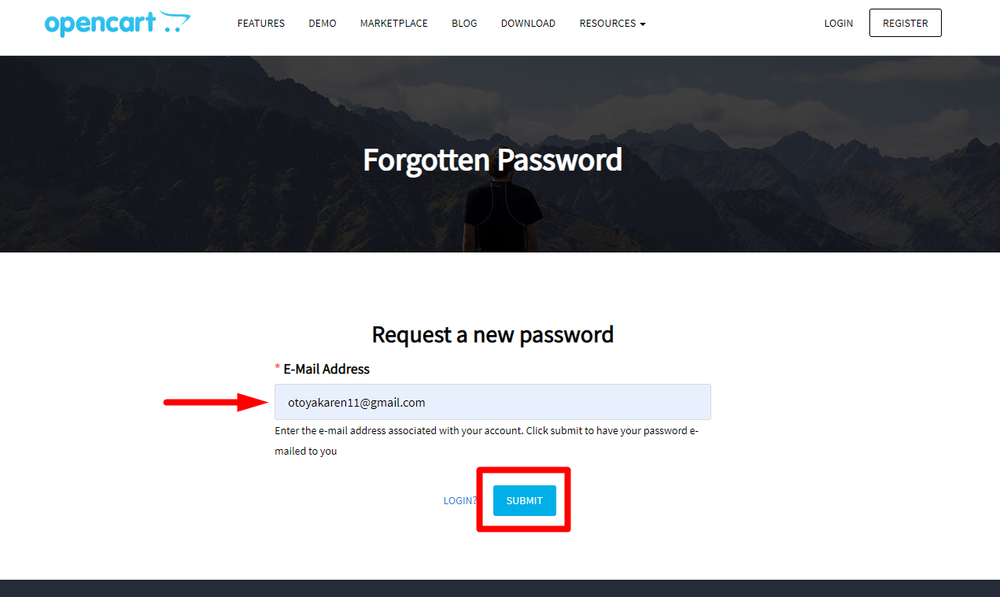 opencart
FEATURES DEMO MARKETPLACE BLOG DOWNLOAD RESOURCES LOGIN REGISTER
Forgotten Password
Request a new password
* E-Mail Address
otoyakaren11@gmail.com
Enter the e-mail address associated with your account. Click submit to have your password e-
mailed to you
LOGIN? SUBMIT